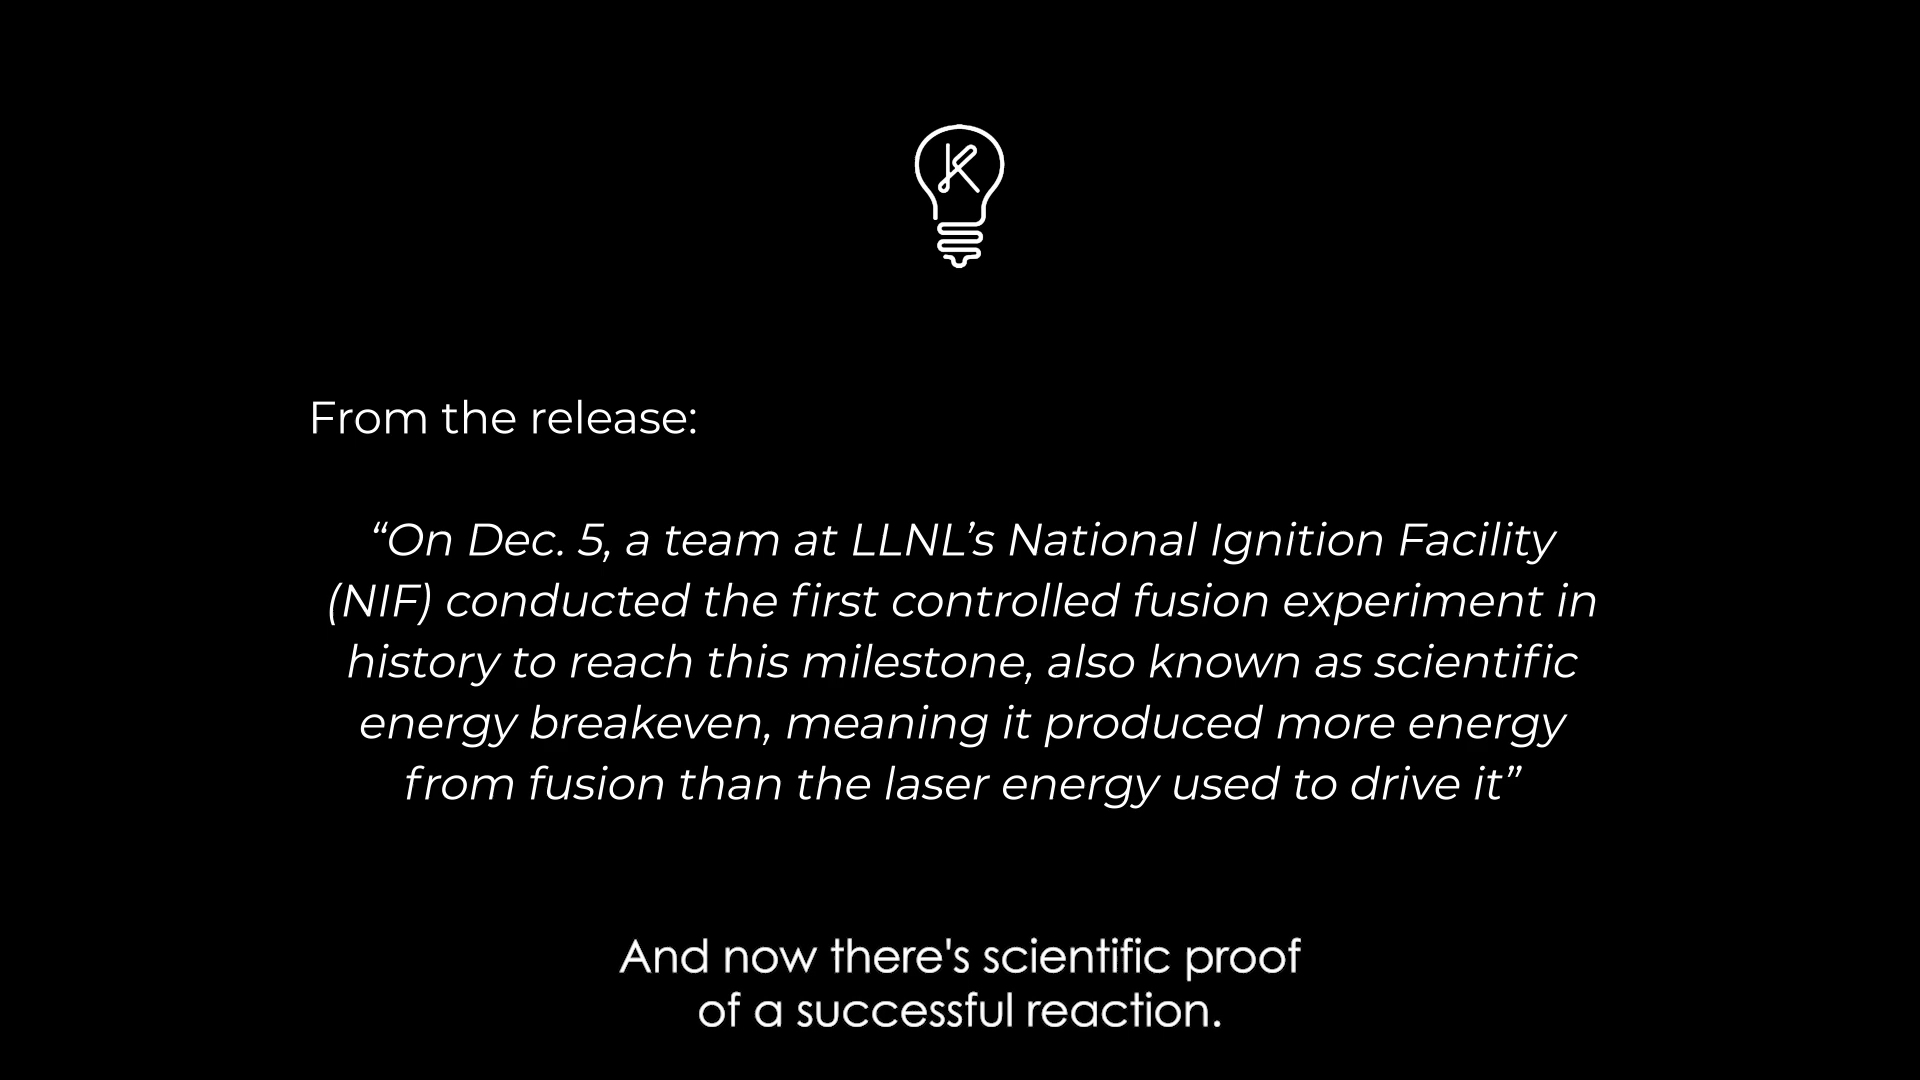 K
From the release:
“On Dec. 5, a team at LLNL’s National Ignition Facility
(NIF) conducted the first controlled fusion experiment in
history to reach this milestone, also known as scientific
energy breakeven, meaning it produced more energy
from fusion than the laser energy used to drive it”
And now there's scientific proof
of a successful reaction.